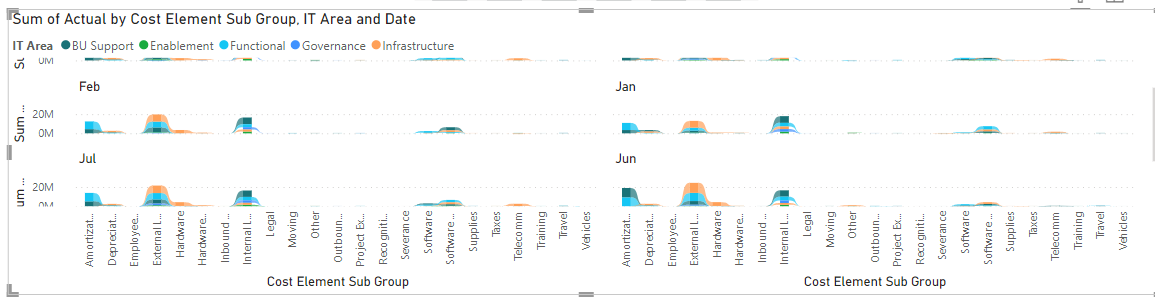 Sum of Actual by Cost Element Sub Group, IT Area and Date
IT Area BU Support Enablement Functional Governance Infrastructure
0M 0M
Feb Jan
Sum ...
20M
0M
Jul Jun
20M
0M
Amortizat... Depreciat... Employee... External L... Hardware Hardware... Inbound ... Internal L... Legal Moving Other Outboun... Project Ex... Recogniti... Severance Software Software ... Supplies Taxes Telecomm Training Travel Vehicles
Amortizat... Depreciat... Employee... External L... Hardware Hardware... Inbound ... Internal L... Legal Moving Other Outboun... Project Ex... Recogniti... Severance Software Software... Supplies Taxes Telecomm Training Travel Vehicles
Cost Element Sub Group Cost Element Sub Group